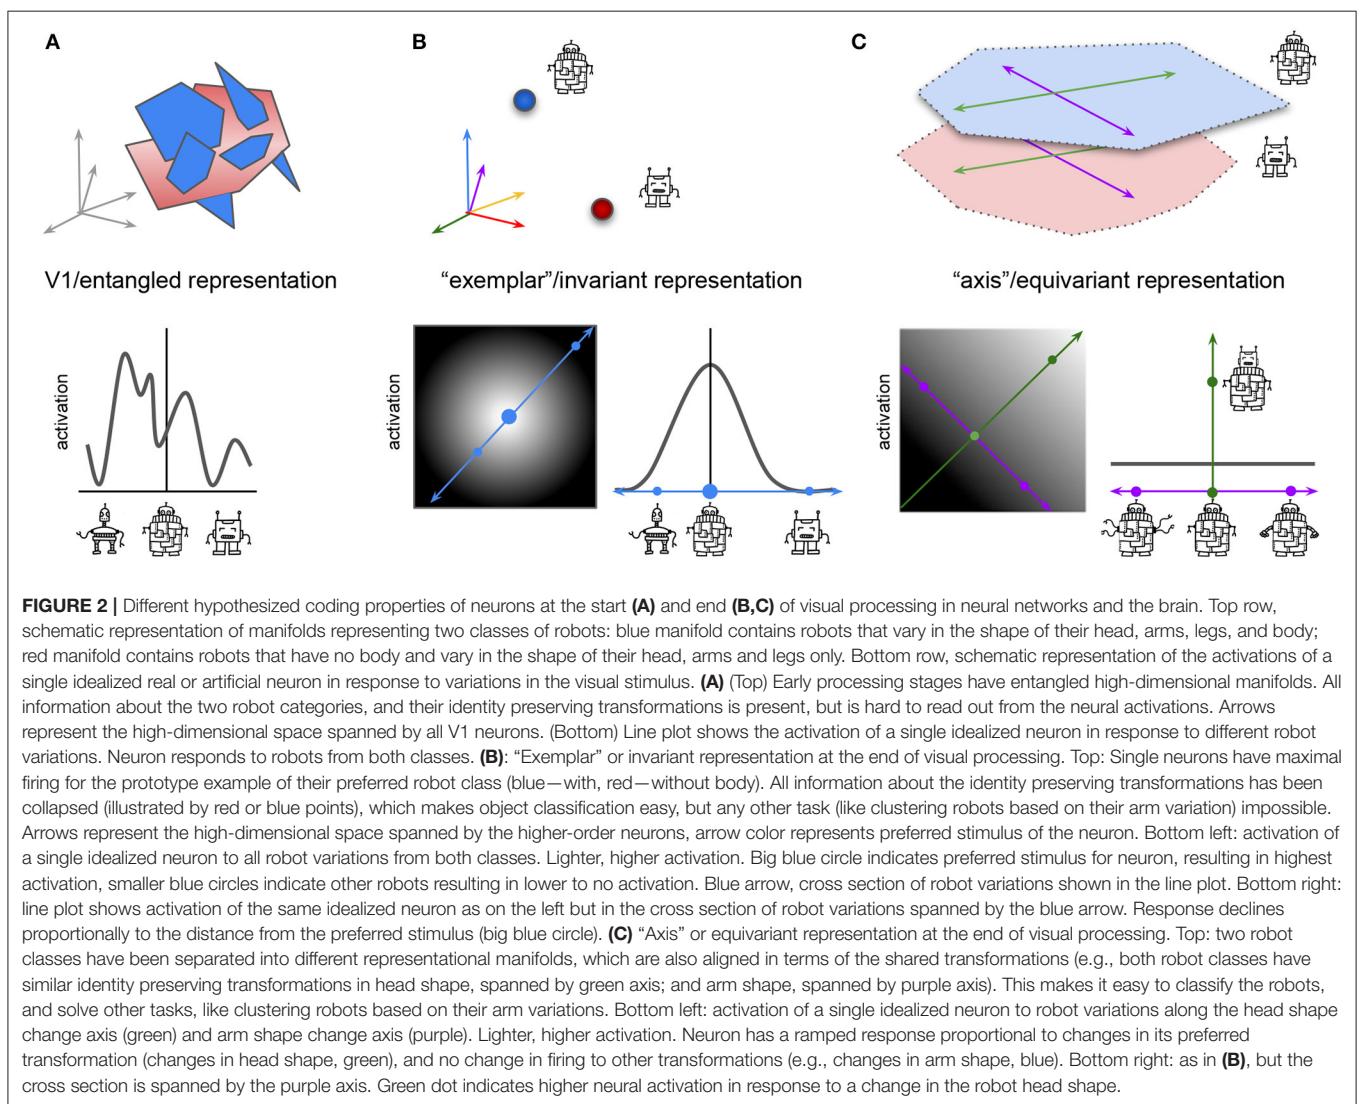 A
B
C
V1/entangled representation
“exemplar”/invariant representation
“axis”/equivariant representation
activation
activation
activation
FIGURE 2 | Different hypothesized coding properties of neurons at the start (A) and end (B,C) of visual processing in neural networks and the brain. Top row,
schematic representation of manifolds representing two classes of robots: blue manifold contains robots that vary in the shape of their head, arms, legs, and body;
red manifold contains robots that have no body and vary in the shape of their head, arms and legs only. Bottom row, schematic representation of the activations of a
single idealized real or artificial neuron in response to variations in the visual stimulus. (A) (Top) Early processing stages have entangled high-dimensional manifolds. All
information about the two robot categories, and their identity preserving transformations is present, but is hard to read out from the neural activations. Arrows
represent the high-dimensional space spanned by all V1 neurons. (Bottom) Line plot shows the activation of a single idealized neuron in response to different robot
variations. Neuron responds to robots from both classes. (B): “Exemplar” or invariant representation at the end of visual processing. Top: Single neurons have maximal
firing for the prototype example of their preferred robot class (blue—with, red—without body). All information about the identity preserving transformations has been
collapsed (illustrated by red or blue points), which makes object classification easy, but any other task (like clustering robots based on their arm variation) impossible.
Arrows represent the high-dimensional space spanned by the higher-order neurons, arrow color represents preferred stimulus of the neuron. Bottom left: activation of
a single idealized neuron to all robot variations from both classes. Lighter, higher activation. Big blue circle indicates preferred stimulus for neuron, resulting in highest
activation, smaller blue circles indicate other robots resulting in lower to no activation. Blue arrow, cross section of robot variations shown in the line plot. Bottom right:
line plot shows activation of the same idealized neuron as on the left but in the cross section of robot variations spanned by the blue arrow. Response declines
proportionally to the distance from the preferred stimulus (big blue circle). (C) “Axis” or equivariant representation at the end of visual processing. Top: two robot
classes have been separated into different representational manifolds, which are also aligned in terms of the shared transformations (e.g., both robot classes have
similar identity preserving transformations in head shape, spanned by green axis; and arm shape, spanned by purple axis). This makes it easy to classify the robots,
and solve other tasks, like clustering robots based on their arm variations. Bottom left: activation of a single idealized neuron to robot variations along the head shape
change axis (green) and arm shape change axis (purple). Lighter, higher activation. Neuron has a ramped response proportional to changes in its preferred
transformation (changes in head shape, green), and no change in firing to other transformations (e.g., changes in arm shape, blue). Bottom right: as in (B), but the
cross section is spanned by the purple axis. Green dot indicates higher neural activation in response to a change in the robot head shape.